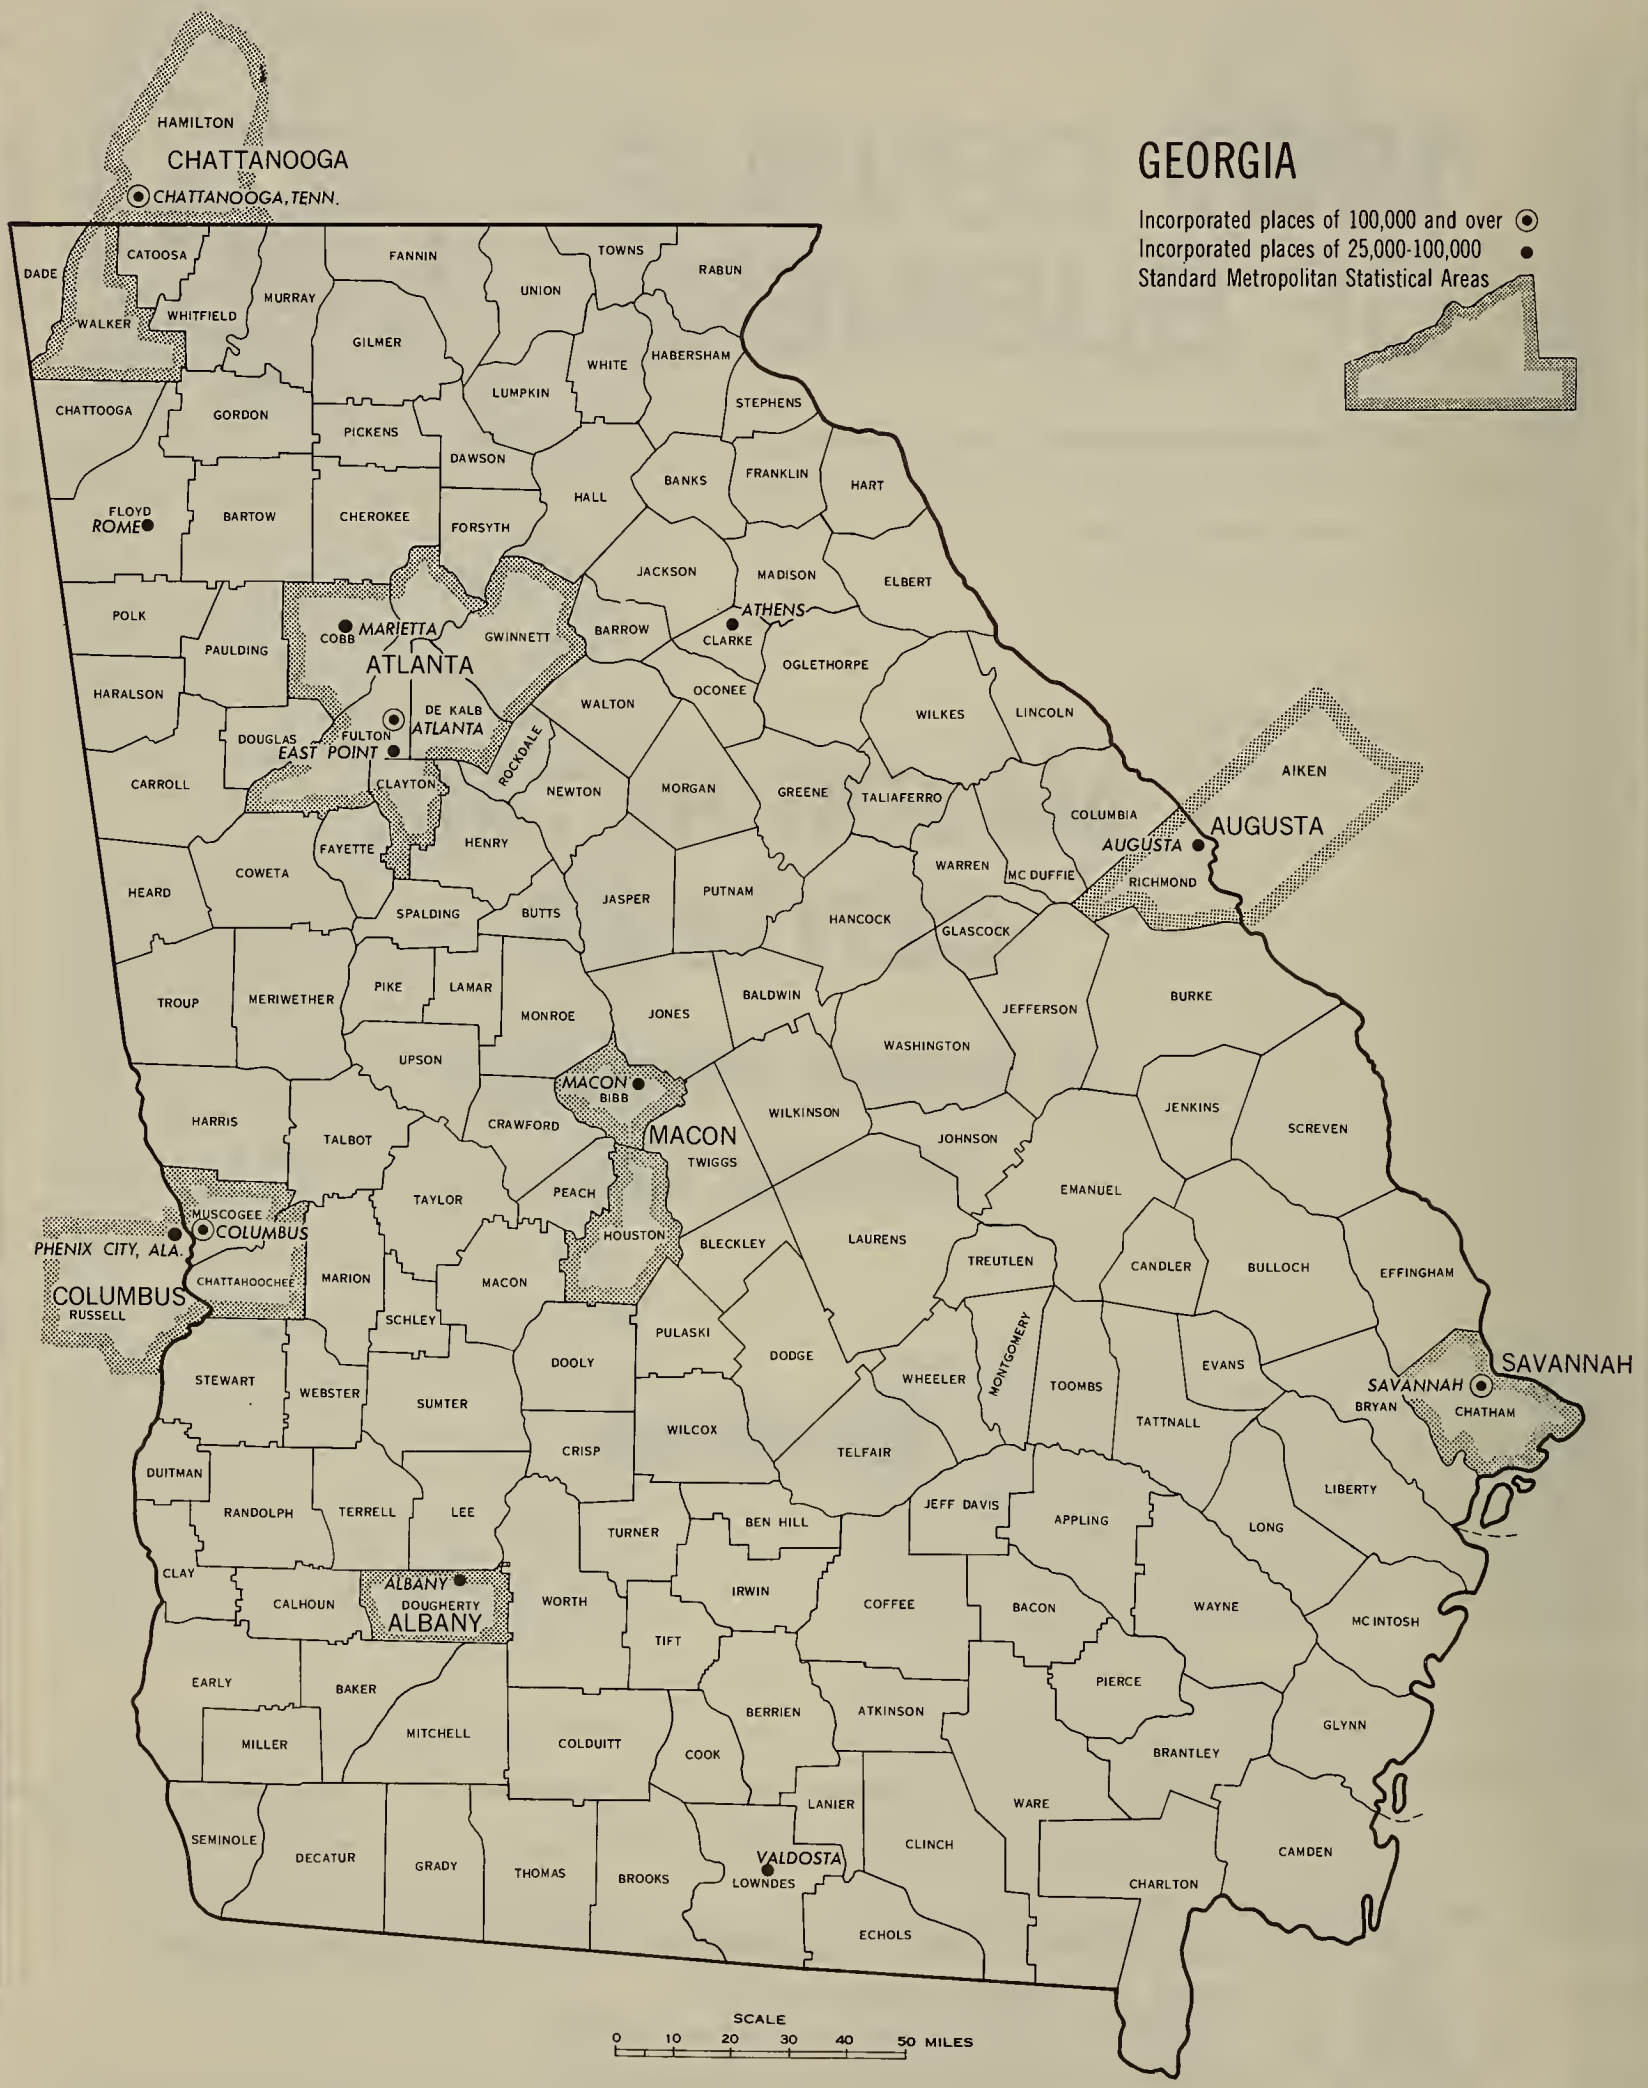 HAMILTON
CHATTANOOGA
CHATTANOOGA, TENN.
GEORGIA
Incorporated places of 100,000 and over
Incorporated places of 25,000-100,000
Standard Metropolitan Statistical Areas
DADE
CATOOSA
FANNIN
TOWNS
RABUN
UNION
MURRAY
WHITFIELD
WALKER
GILMER
WHITE
HABERSHAM
LUMPKIN
STEPHENS
CHATTOOGA
GORDON
PICKENS
DAWSON
BANKS
FRANKLIN
HART
HALL
FLOYD
ROME
BARTOW
CHEROKEE
FORSYTH
JACKSON
MADISON
ELBERT
POLK
ATHENS
COBB
MARIETTA
GWINNETT
BARROW
CLARKE
PAULDING
ATLANTA
OGLETHORPE
HARALSON
OCONEE
WALTON
DE KALB
WILKES
LINCOLN
DOUGLAS
FULTON
ATLANTA
EAST POINT
ROCKDALE
AIKEN
CARROLL
CLAYTON
NEWTON
MORGAN
GREENE
TALIAFERRO
COLUMBIA
AUGUSTA
AUGUSTA
FAYETTE
HENRY
WARREN
MC DUFFIE
RICHMOND
HEARD
COWETA
SPALDING
BUTTS
JASPER
PUTNAM
HANCOCK
GLASCOCK
TROUP
MERIWETHER
PIKE
LAMAR
MONROE
JONES
BALDWIN
JEFFERSON
BURKE
UPSON
WASHINGTON
MACON
BIBB
WILKINSON
JENKINS
HARRIS
TALBOT
CRAWFORD
MACON
TWIGGS
JOHNSON
SCREVEN
TAYLOR
PEACH
EMANUEL
MUSCOGEE
COLUMBUS
PHENIX CITY, ALA.
HOUSTON
BLECKLEY
LAURENS
TREUTLEN
CANDLER
BULLOCH
EFFINGHAM
CHATTAHOOCHEE
MARION
MACON
COLUMBUS
RUSSELL
SCHLEY
PULASKI
DODGE
MONTGOMERY
DOOLY
WHEELER
TOOMBS
EVANS
SAVANNAH
SAVANNAH
BRYAN
CHATHAM
STEWART
WEBSTER
SUMTER
WILCOX
TATTNALL
CRISP
TELFAIR
DUITMAN
RANDOLPH
TERRELL
LEE
TURNER
BEN HILL
JEFF DAVIS
APPLING
LONG
LIBERTY
CLAY
CALHOUN
ALBANY
DOUGHERTY
ALBANY
WORTH
IRWIN
COFFEE
BACON
WAYNE
MC INTOSH
TIFT
EARLY
BAKER
PIERCE
MILLER
MITCHELL
COLDUITT
COOK
BERRIEN
ATKINSON
GLYNN
BRANTLEY
LANIER
WARE
SEMINOLE
DECATUR
GRADY
THOMAS
BROOKS
VALDOSTA
LOWNDES
CLINCH
CHARLTON
CAMDEN
ECHOLS
SCALE
0 10 20 30 40 50 MILES